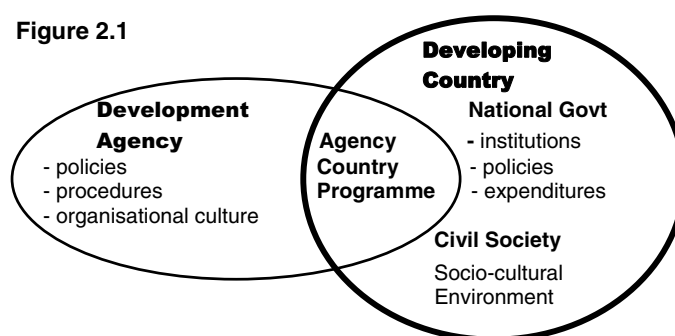 Figure 2.1
Development
Agency
- policies
- procedures
- organisational culture
Agency
Country
Programme
Developing
Country
National Govt
- institutions
- policies
- expenditures
Civil Society
Socio-cultural
Environment